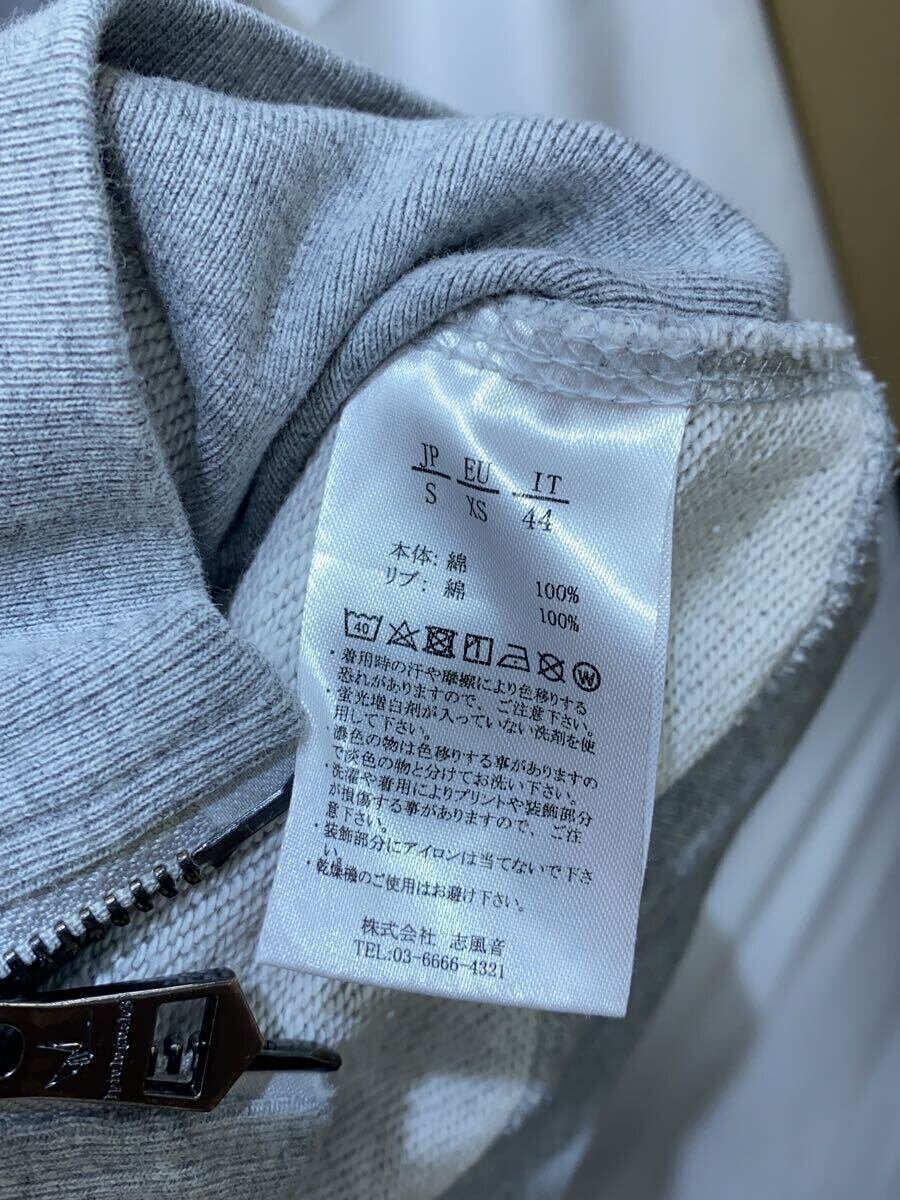 JP EU IT
S XS 44
本体: 綿 100%
リブ: 綿 100%
40 W
・着用時の汗や摩擦により色移りする
恐れがありますので、ご注意下さい。
・蛍光増白剤が入っていない洗剤を使
用して下さい。
・濃色の物は色移りする事がありますの
で淡色の物と分けてお洗い下さい。
・洗濯や着用によりプリントや装飾部分
が損傷する事がありますので、ご注
意下さい。
・装飾部分にアイロンは当てないで下さ
い。
・乾燥機のご使用はお避け下さい。
株式会社 志風音
TEL:03-6666-4321